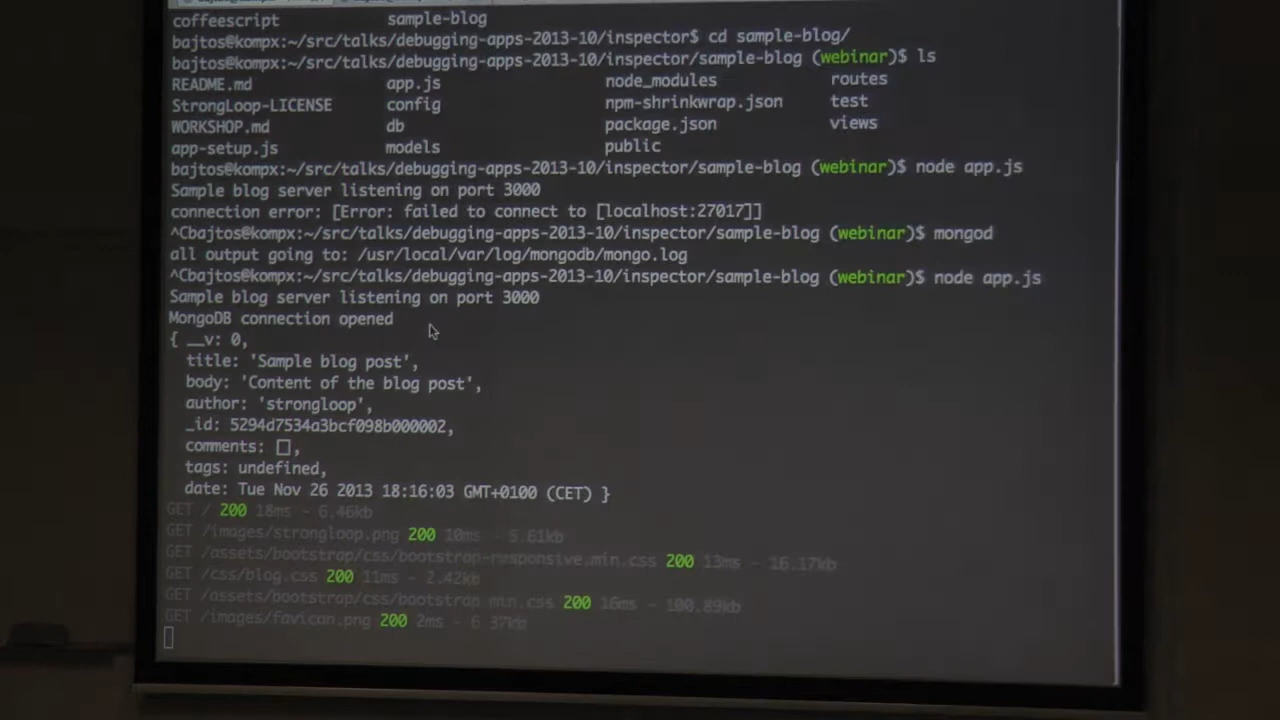 coffeescript sample-blog
bajtos@kompx:~/src/talks/debugging-apps-2013-10/inspector$ cd sample-blog/
bajtos@kompx:~/src/talks/debugging-apps-2013-10/inspector/sample-blog (webinar)$ ls
README.md app.js node_modules routes
StrongLoop-LICENSE config npm-shrinkwrap.json test
WORKSHOP.md db package.json views
app-setup.js models public
bajtos@kompx:~/src/talks/debugging-apps-2013-10/inspector/sample-blog (webinar)$ node app.js
Sample blog server listening on port 3000
connection error: [Error: failed to connect to [localhost:27017]]
^Cbajtos@kompx:~/src/talks/debugging-apps-2013-10/inspector/sample-blog (webinar)$ mongod
all output going to: /usr/local/var/log/mongodb/mongo.log
^Cbajtos@kompx:~/src/talks/debugging-apps-2013-10/inspector/sample-blog (webinar)$ node app.js
Sample blog server listening on port 3000
MongoDB connection opened
{ __v: 0,
title: 'Sample blog post',
body: 'Content of the blog post',
author: 'strongloop',
_id: 5294d7534a3bcf098b000002,
comments: [],
tags: undefined,
date: Tue Nov 26 2013 18:16:03 GMT+0100 (CET) }
GET / 200 18ms - 6.46kb
GET /images/strongloop.png 200 10ms - 5.61kb
GET /assets/bootstrap/css/bootstrap-responsive.min.css 200 13ms - 16.17kb
GET /css/blog.css 200 11ms - 2.42kb
GET /assets/bootstrap/css/bootstrap.min.css 200 16ms - 100.89kb
GET /images/favicon.png 200 2ms - 6.37kb